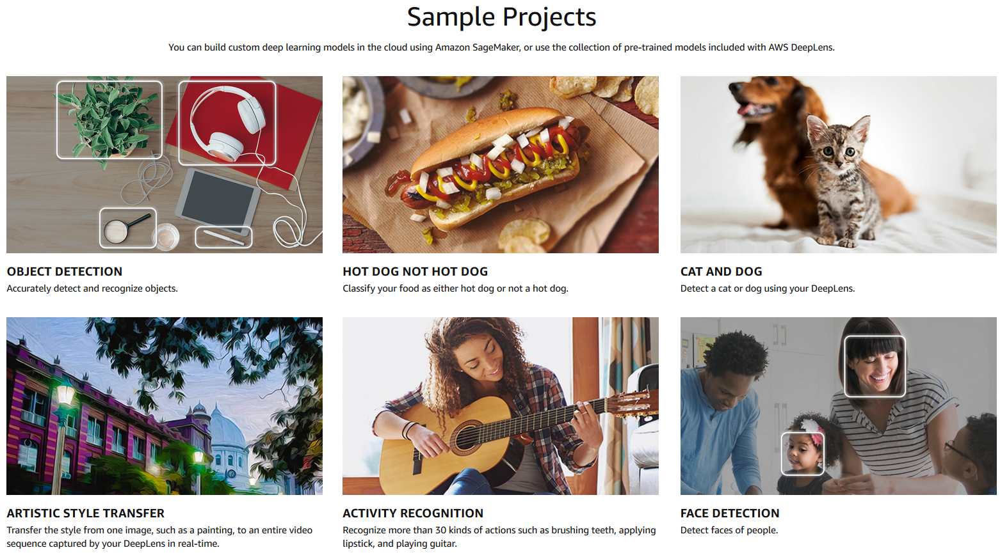 Sample Projects
You can build custom deep learning models in the cloud using Amazon SageMaker, or use the collection of pre-trained models included with AWS DeepLens.
OBJECT DETECTION
Accurately detect and recognize objects.
HOT DOG NOT HOT DOG
Classify your food as either hot dog or not a hot dog.
CAT AND DOG
Detect a cat or dog using your DeepLens.
ARTISTIC STYLE TRANSFER
Transfer the style from one image, such as a painting, to an entire video
sequence captured by your DeepLens in real-time.
ACTIVITY RECOGNITION
Recognize more than 30 kinds of actions such as brushing teeth, applying
lipstick, and playing guitar.
FACE DETECTION
Detect faces of people.